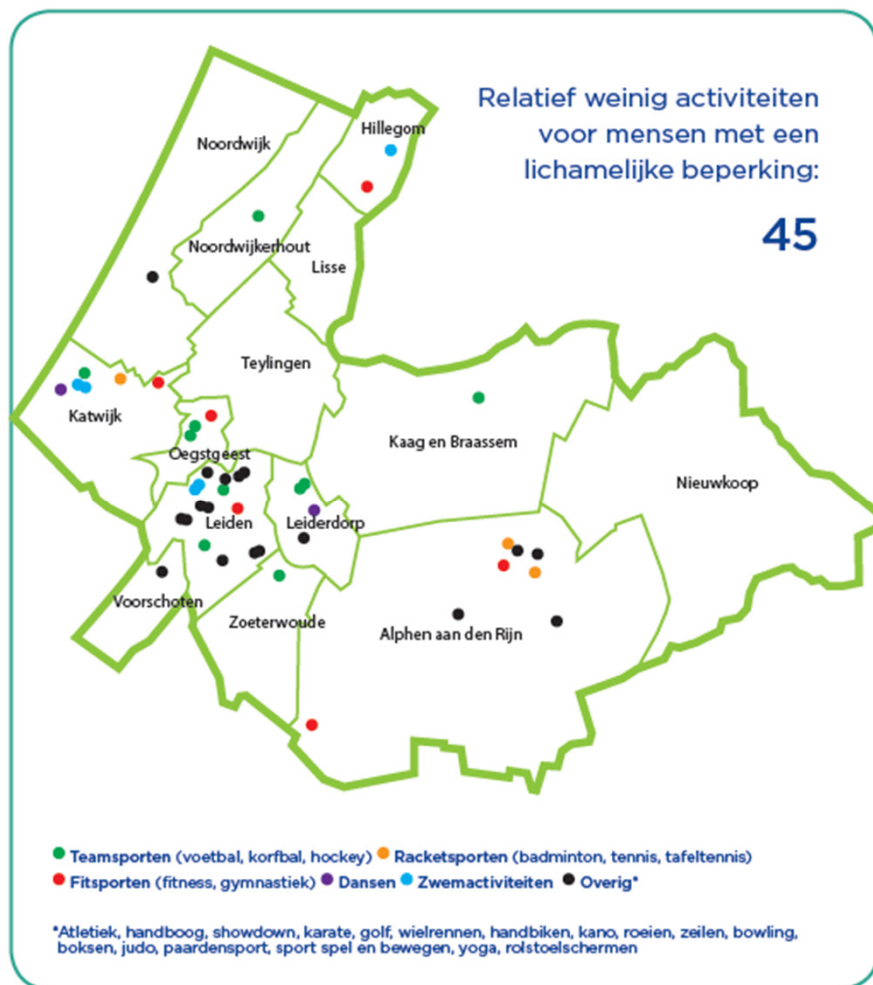 Relatief weinig activiteiten
voor mensen met een
lichamelijke beperking:
45
Hillegom
Noordwijk
Noordwijkerhout
Lisse
Teylingen
Katwijk
Kaag en Braassem
Oegstgeest
Nieuwkoop
Leiden
Leiderdorp
Voorschoten
Zoeterwoude
Alphen aan den Rijn
Teamsporten (voetbal, korfbal, hockey) Racketsporten (badminton, tennis, tafeltennis)
Fitsporten (fitness, gymnastiek) Dansen Zwemactiviteiten Overig*
*Atletiek, handboog, showdown, karate, golf, wielrennen, handbiken, kano, roeien, zeilen, bowling,
boksen, judo, paardensport, sport spel en bewegen, yoga, rolstoelschermen